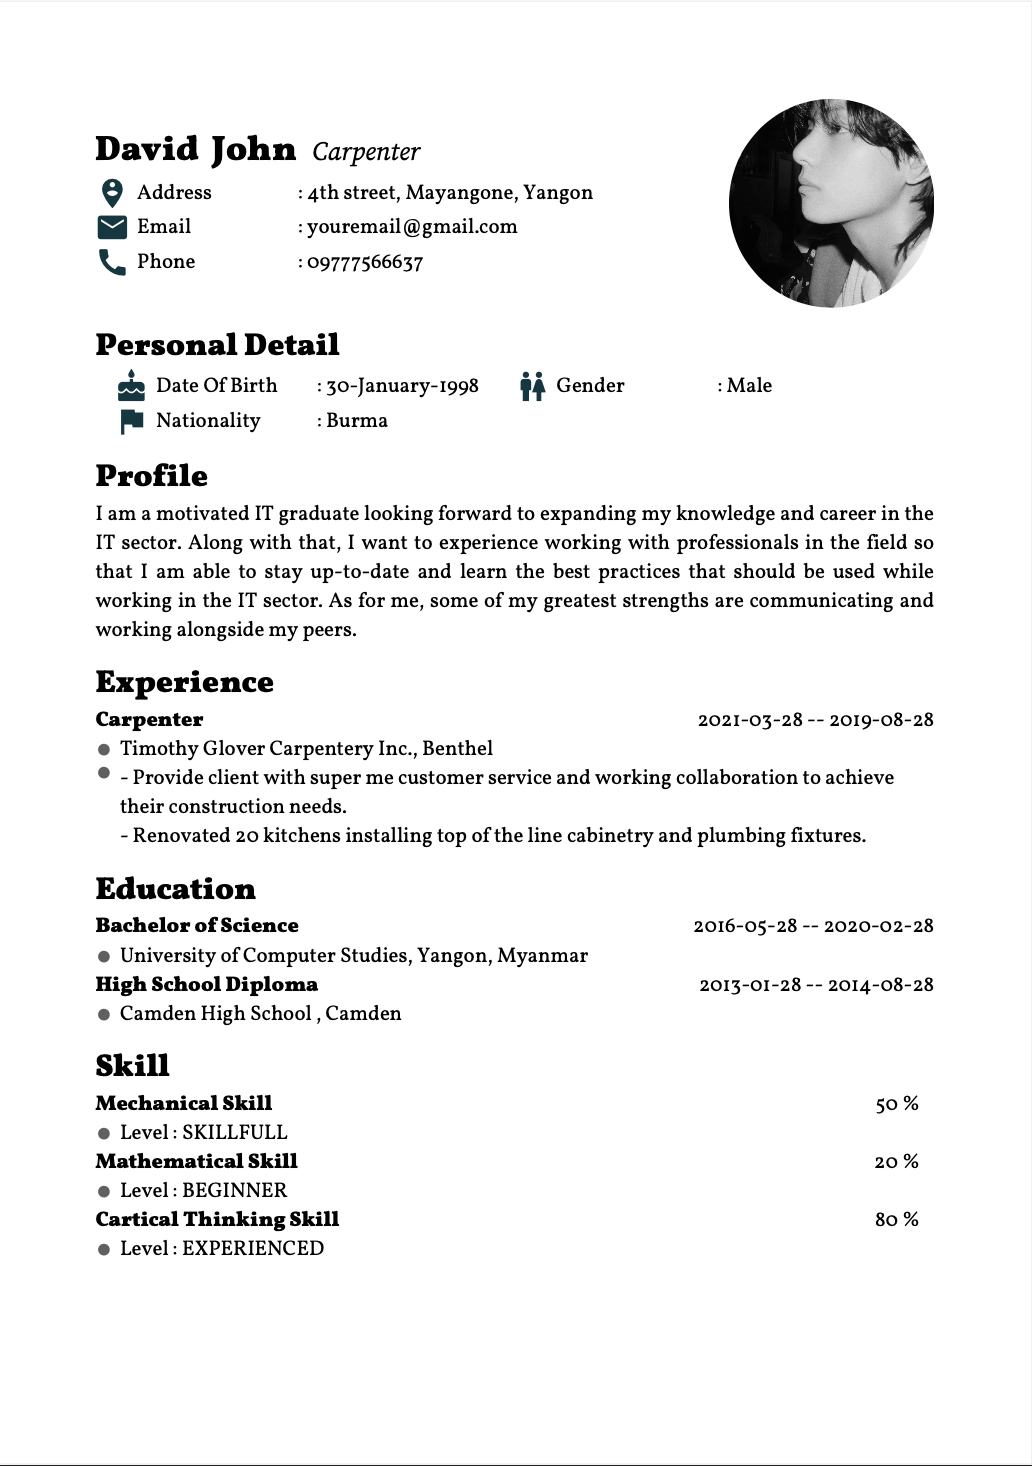 David John Carpenter
Address : 4th street, Mayangone, Yangon
Email : youremail@gmail.com
Phone : 09777566637
Personal Detail
Date Of Birth : 30-January-1998 Gender : Male
Nationality : Burma
Profile
I am a motivated IT graduate looking forward to expanding my knowledge and career in the
IT sector. Along with that, I want to experience working with professionals in the field so
that I am able to stay up-to-date and learn the best practices that should be used while
working in the IT sector. As for me, some of my greatest strengths are communicating and
working alongside my peers.
Experience
Carpenter 2021-03-28 -- 2019-08-28
Timothy Glover Carpentery Inc., Benthel
- Provide client with super me customer service and working collaboration to achieve
their construction needs.
- Renovated 20 kitchens installing top of the line cabinetry and plumbing fixtures.
Education
Bachelor of Science 2016-05-28 -- 2020-02-28
University of Computer Studies, Yangon, Myanmar
High School Diploma 2013-01-28 -- 2014-08-28
Camden High School , Camden
Skill
Mechanical Skill 50 %
Level : SKILLFULL
Mathematical Skill 20 %
Level : BEGINNER
Cartical Thinking Skill 80 %
Level : EXPERIENCED